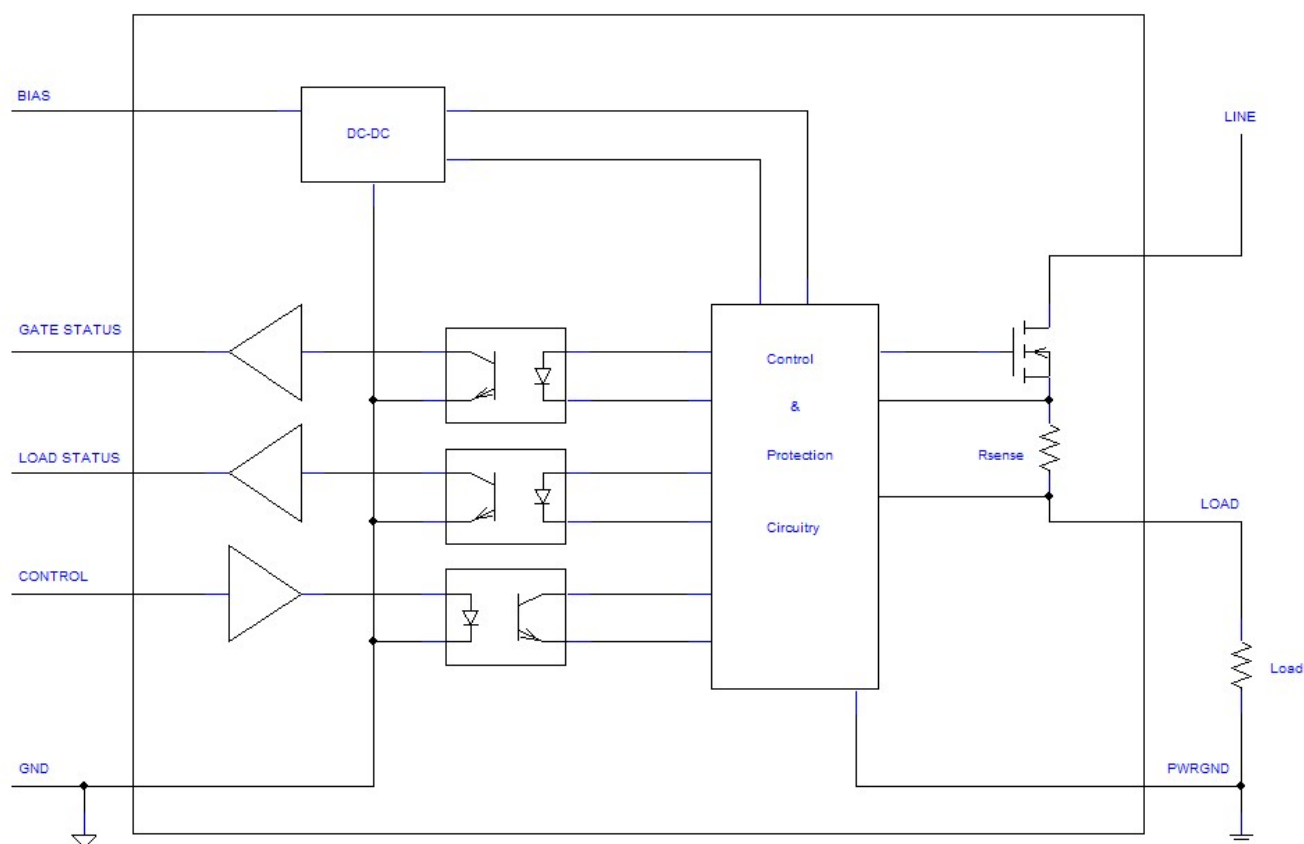 BIAS
DC-DC
LINE
GATE STATUS
Control
&
LOAD STATUS
Protection
Rsense
LOAD
Circuitry
CONTROL
Load
GND
PWRGND